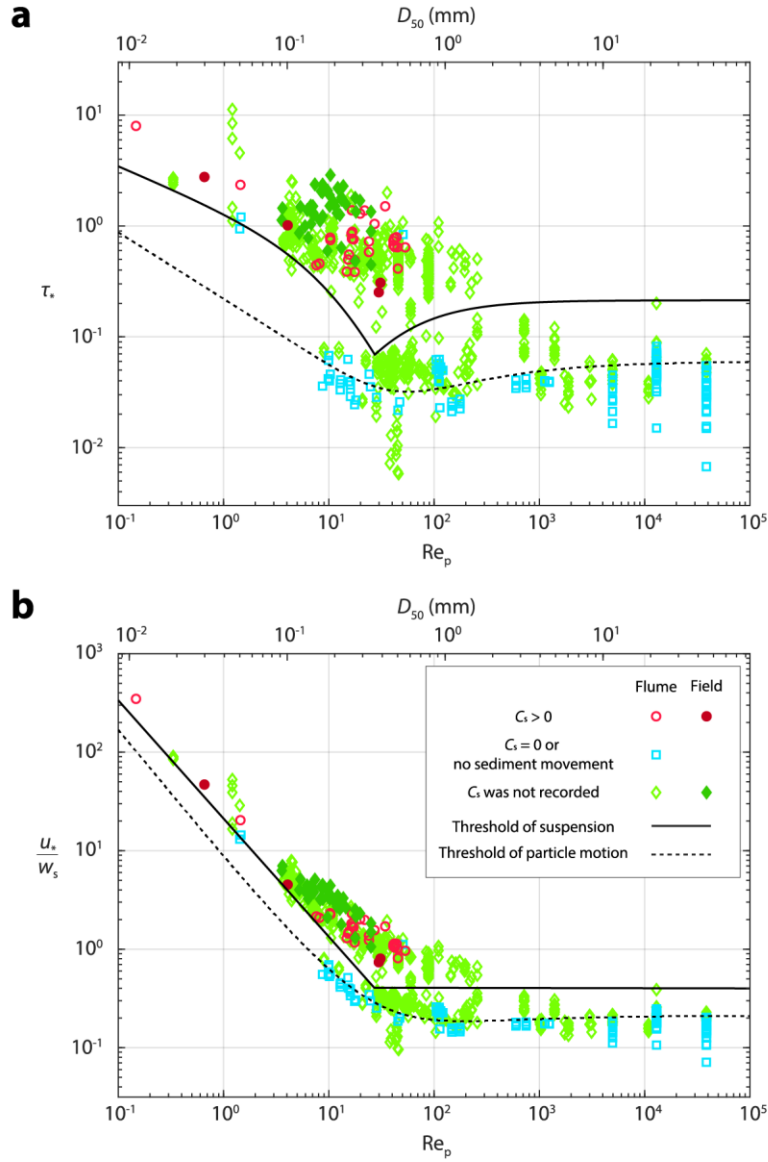 a
D50 (mm)
10-2 10-1 100 101
101
100
10-1
10-2
τ*
10-1 100 101 102 103 104 105
Rep
b
D50 (mm)
10-2 10-1 100 101
103
102
101
100
10-1
u*
ws
Flume Field
Cs > 0
Cs = 0 or
no sediment movement
Cs was not recorded
Threshold of suspension
Threshold of particle motion
10-1 100 101 102 103 104 105
Rep